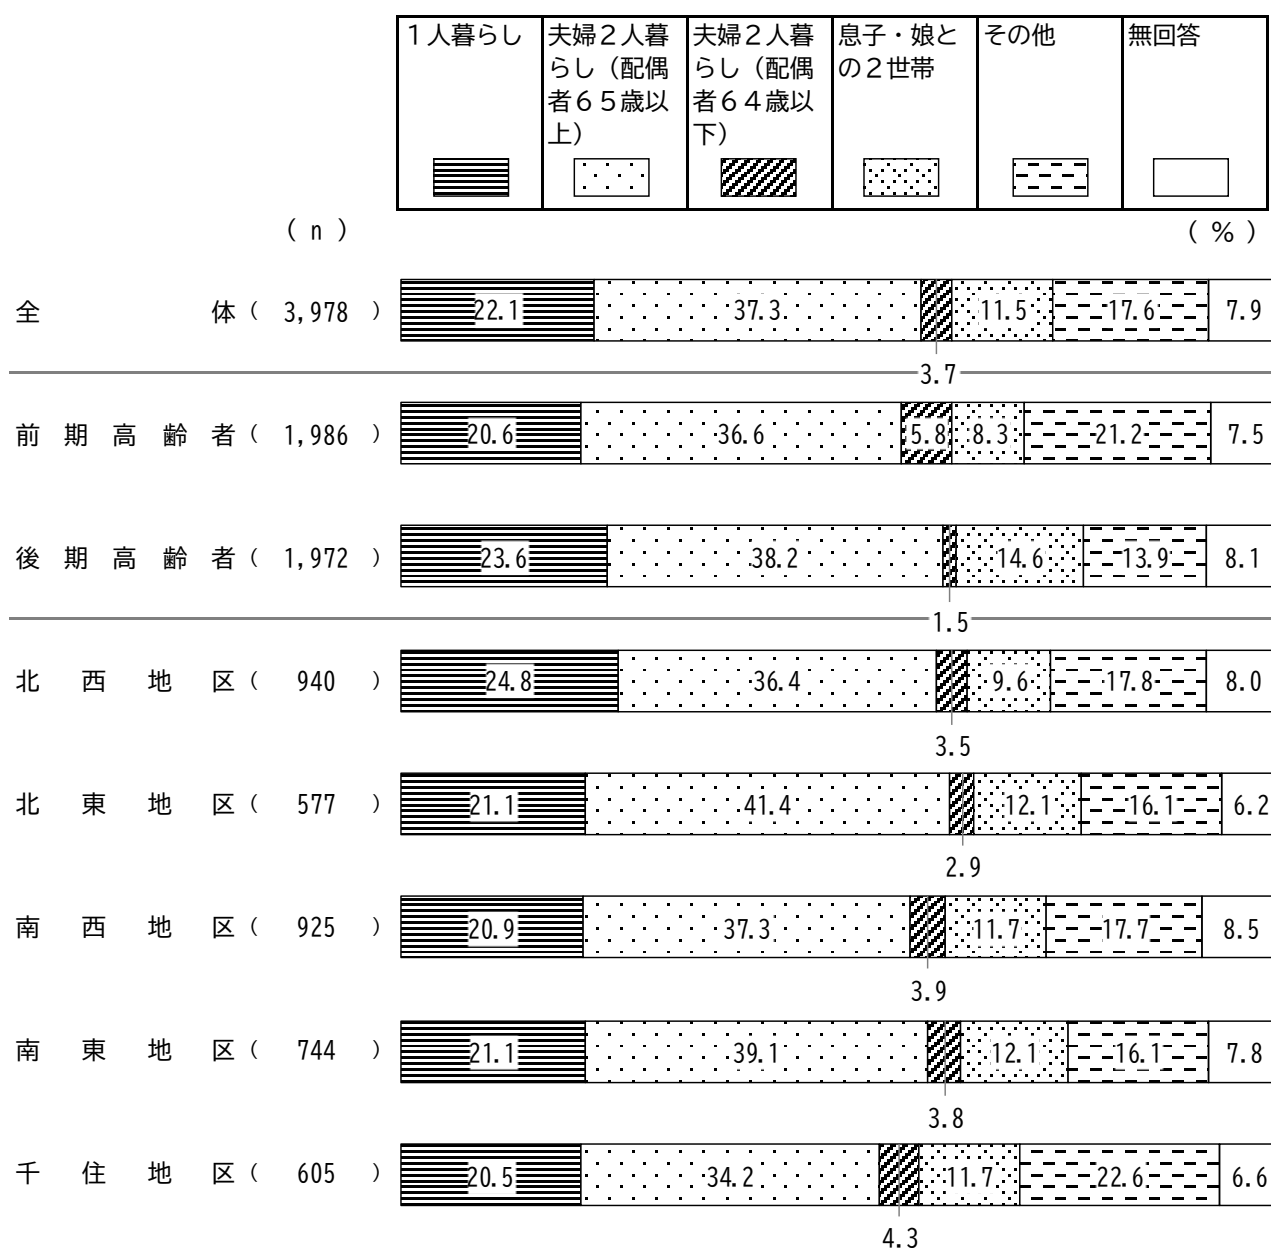 １人暮らし
夫婦２人暮
らし（配偶
者６５歳以
上）
夫婦２人暮
らし（配偶
者６４歳以
下）
息子・娘と
の２世帯
その他
無回答
(n)
(%)
全体( 3,978 ) 22.1 37.3 11.5 17.6 7.9
3.7
前期高齢者( 1,986 ) 20.6 36.6 5.8 8.3 21.2 7.5
後期高齢者( 1,972 ) 23.6 38.2 14.6 13.9 8.1
1.5
北西地区( 940 ) 24.8 36.4 9.6 17.8 8.0
3.5
北東地区( 577 ) 21.1 41.4 12.1 16.1 6.2
2.9
南西地区( 925 ) 20.9 37.3 11.7 17.7 8.5
3.9
南東地区( 744 ) 21.1 39.1 12.1 16.1 7.8
3.8
千住地区( 605 ) 20.5 34.2 11.7 22.6 6.6
4.3